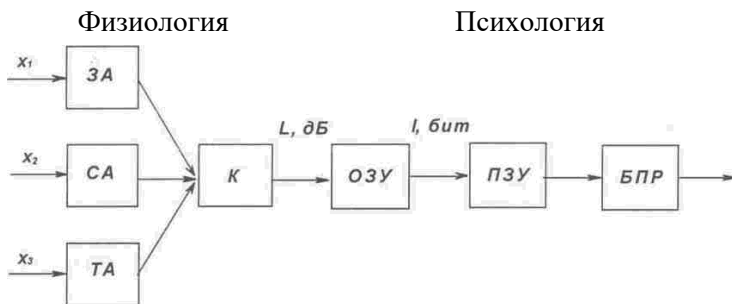 Физиология Психология
x₁
ЗА
L, дБ I, бит
x₂
СА К ОЗУ ПЗУ БПР
x₃
ТА